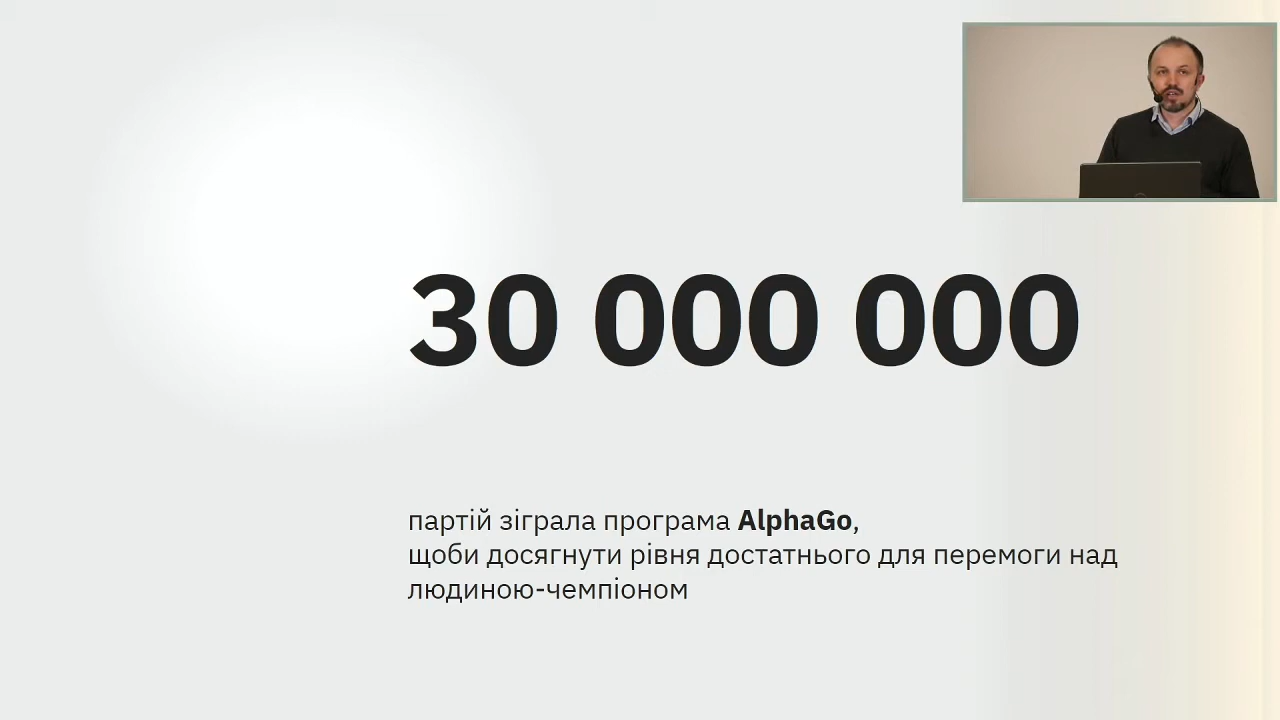 30 000 000
партій зіграла програма AlphaGo,
щоби досягнути рівня достатнього для перемоги над
людиною-чемпіоном